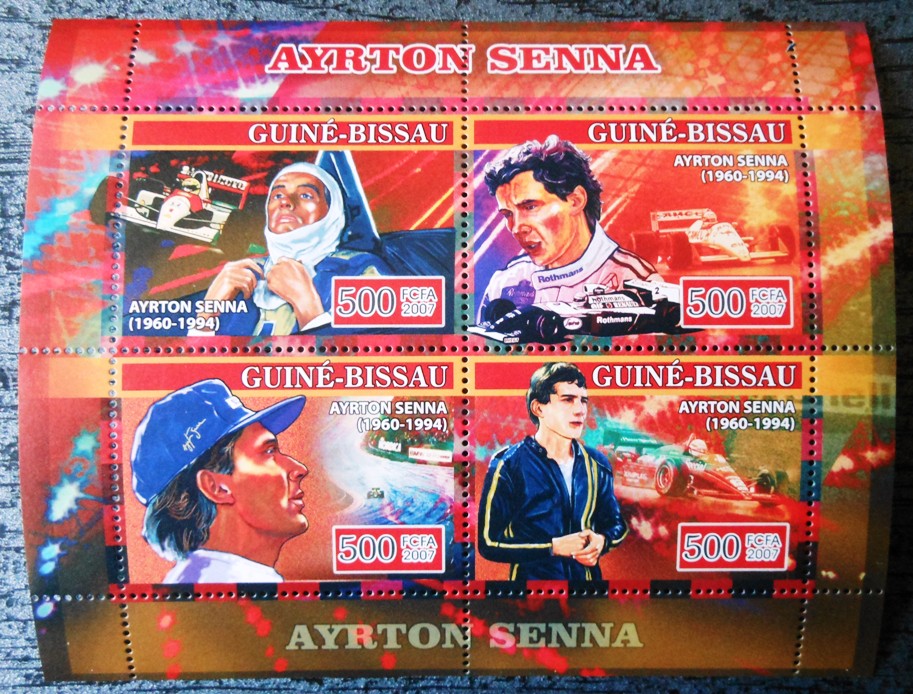 AYRTON SENNA
GUINÉ-BISSAU
AYRTON SENNA
(1960-1994)
500 FCFA
2007
GUINÉ-BISSAU
AYRTON SENNA
(1960-1994)
Rothmans
2
Rothmans
Rothmans
500 FCFA
2007
GUINÉ-BISSAU
AYRTON SENNA
(1960-1994)
500 FCFA
2007
GUINÉ-BISSAU
AYRTON SENNA
(1960-1994)
500 FCFA
2007
AYRTON SENNA